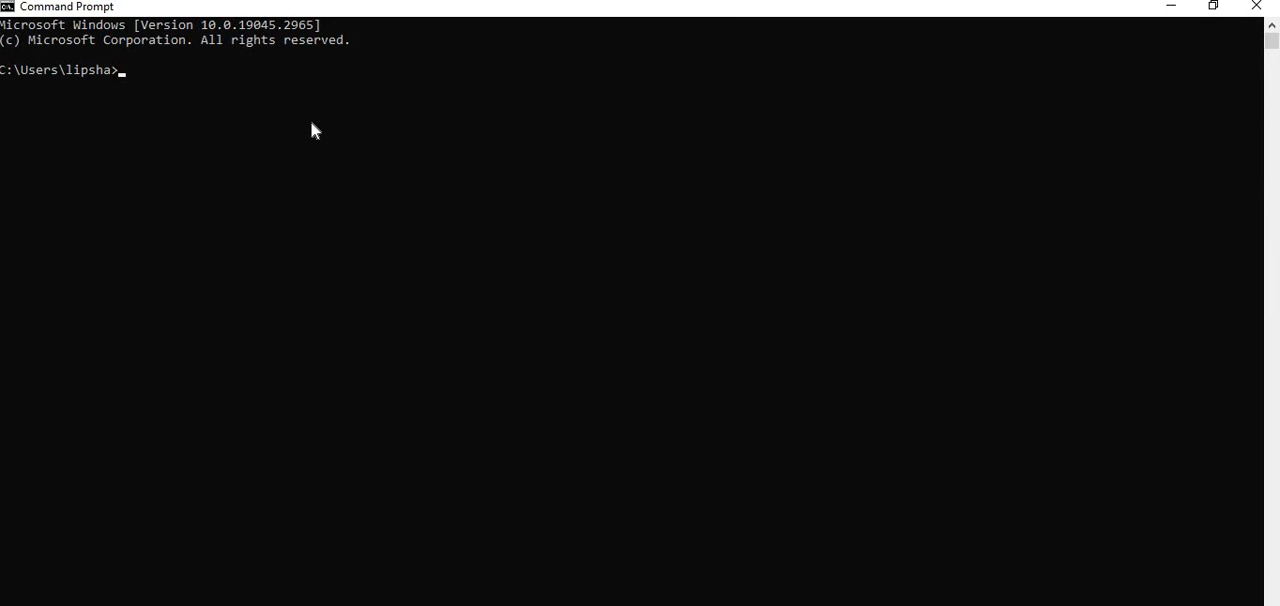 Command Prompt
Microsoft Windows [Version 10.0.19045.2965]
(c) Microsoft Corporation. All rights reserved.
C:\Users\lipsha>